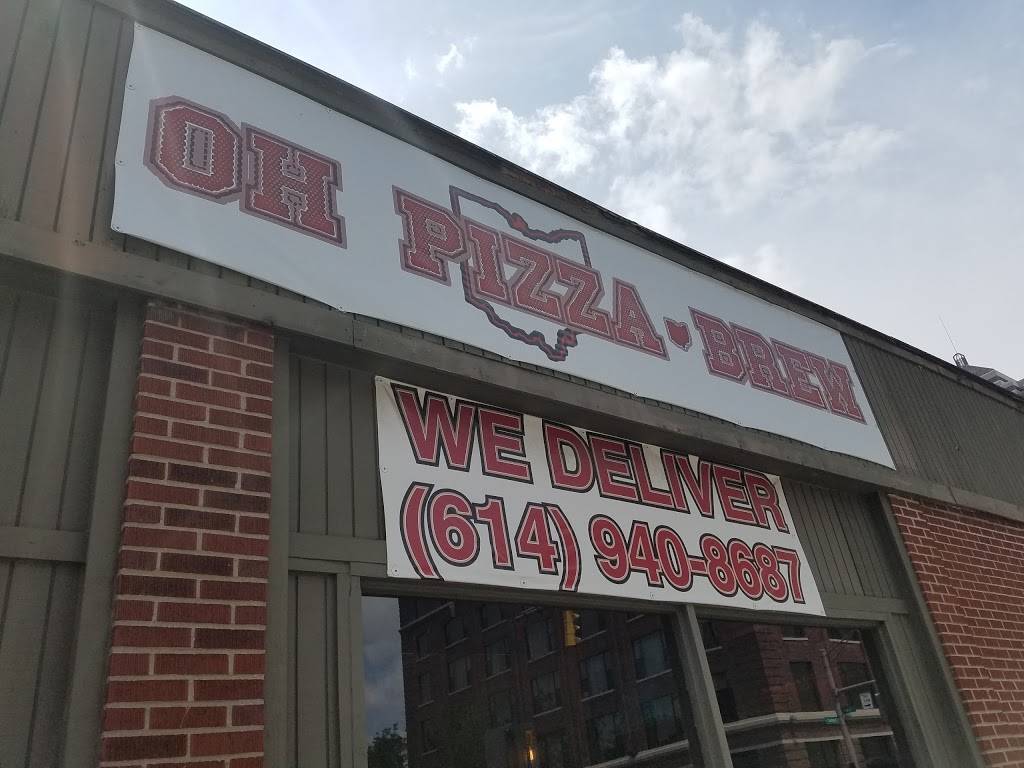 OH PIZZA BREW
WE DELIVER
(614) 940-8687